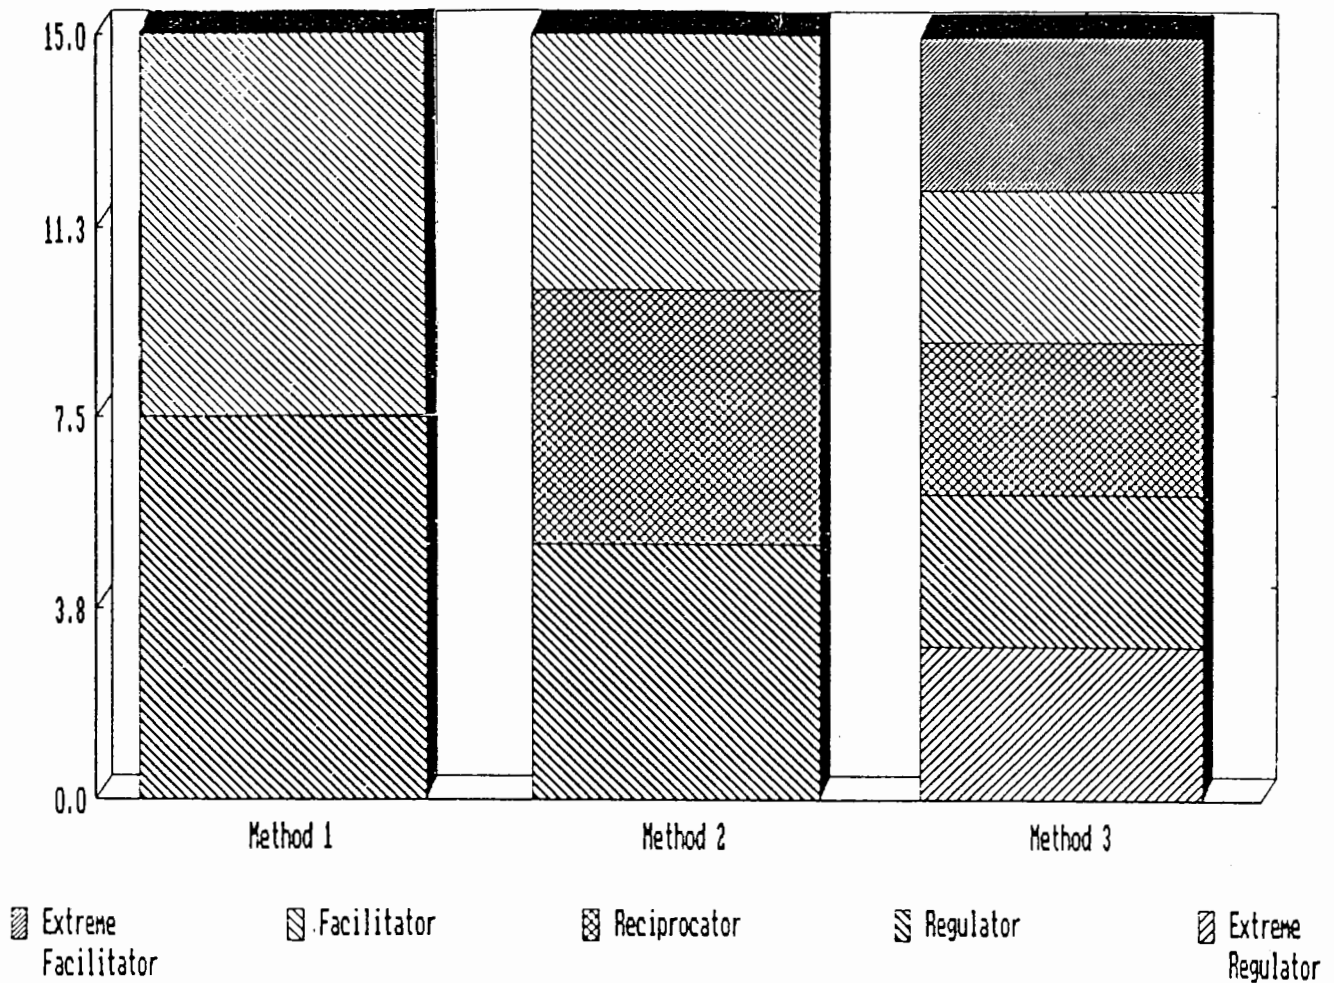 15.0
11.3
7.5
3.8
0.0
Method 1
Method 2
Method 3
Extreme
Facilitator
Facilitator
Reciprocator
Regulator
Extreme
Regulator